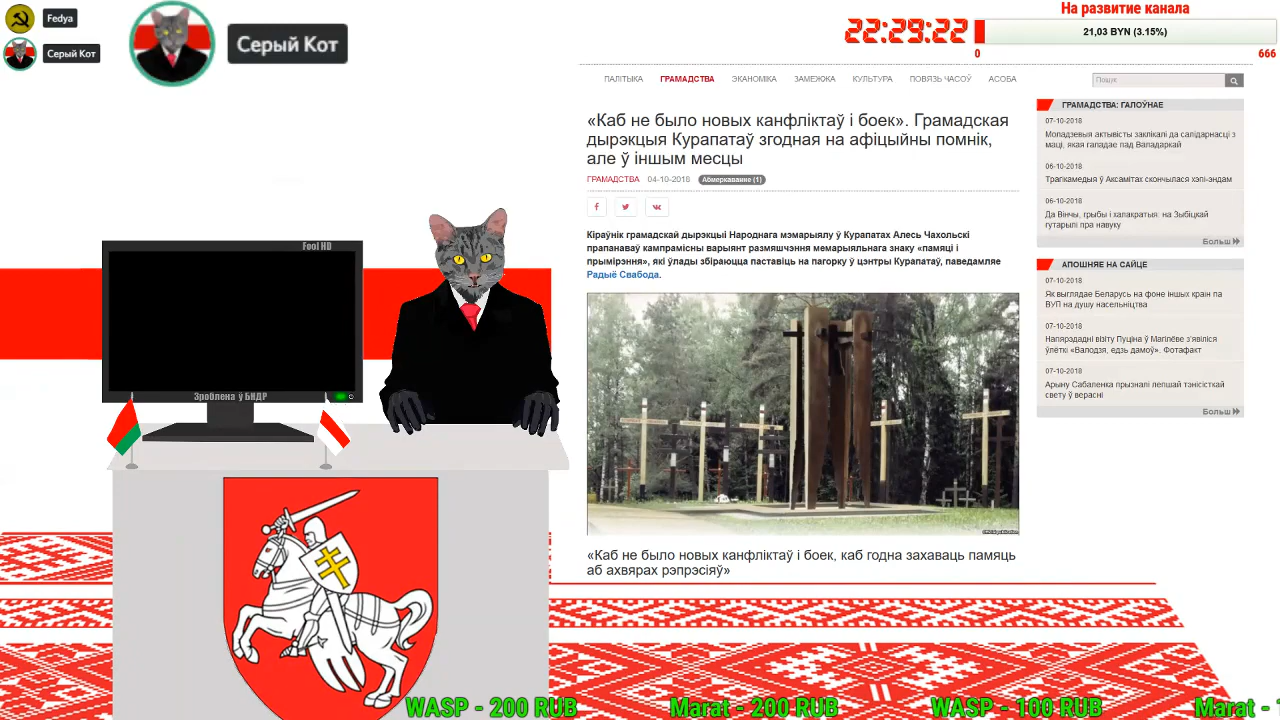 Fedya
Серый Кот
Серый Кот
22:29:22
На развитие канала
21,03 BYN (3.15%)
0
666
ПАЛІТЫКА ГРАМАДСТВА ЭКАНОМІКА ЗАМЕЖЖА КУЛЬТУРА ПОВЯЗЬ ЧАСОЎ АСОБА
Пошук
«Каб не было новых канфліктаў і боек». Грамадская
дырэкцыя Курапатаў згодная на афіцыйны помнік,
але ў іншым месцы
ГРАМАДСТВА 04-10-2018 Абмеркаванне (1)
Кіраўнік грамадскай дырэкцыі Народнага мэмарыялу ў Курапатах Алесь Чахольскі
прапанаваў кампрамісны варыянт размяшчэння мемарыяльнага знаку «памяці і
прымірэння», які ўлады збіраюцца паставіць на пагорку ў цэнтры Курапатаў, паведамляе
Радыё Свабода.
«Каб не было новых канфліктаў і боек, каб годна захаваць памяць
аб ахвярах рэпрэсіяў»
ГРАМАДСТВА: ГАЛОЎНАЕ
07-10-2018
Моладзевыя актывісты заклікалі да салідарнасці з
маці, якая галадае пад Валадаркай
06-10-2018
Трапкамедыя ў Аксамітах скончылася хэпі-эндам
06-10-2018
Да Вінчы, грыбы і халакратыя: на Зыбіцкай
гутарылі пра навуку
Больш
АПОШНЯЕ НА САЙЦЕ
07-10-2018
Як выглядае Беларусь на фоне іншых краін па
ВУП на душу насельніцтва
07-10-2018
Напярэдадні візіту Пуціна ў Магілёве з'явіліся
ўлёткі «Валодзя, едзь дамоў». Фотафакт
07-10-2018
Арыну Сабаленка прызналі лепшай тэнісісткай
свету ў верасні
Больш
Fool HD
Зроблена ў БНДР
WASP - 200 RUB Marat - 200 RUB WASP - 100 RUB Marat -